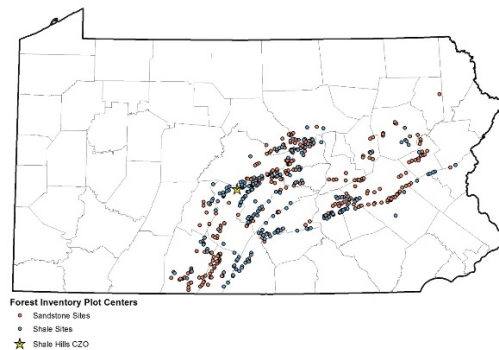 Forest Inventory Plot Centers
Sandstone Sites
Shale Sites
Shale Hills CZO